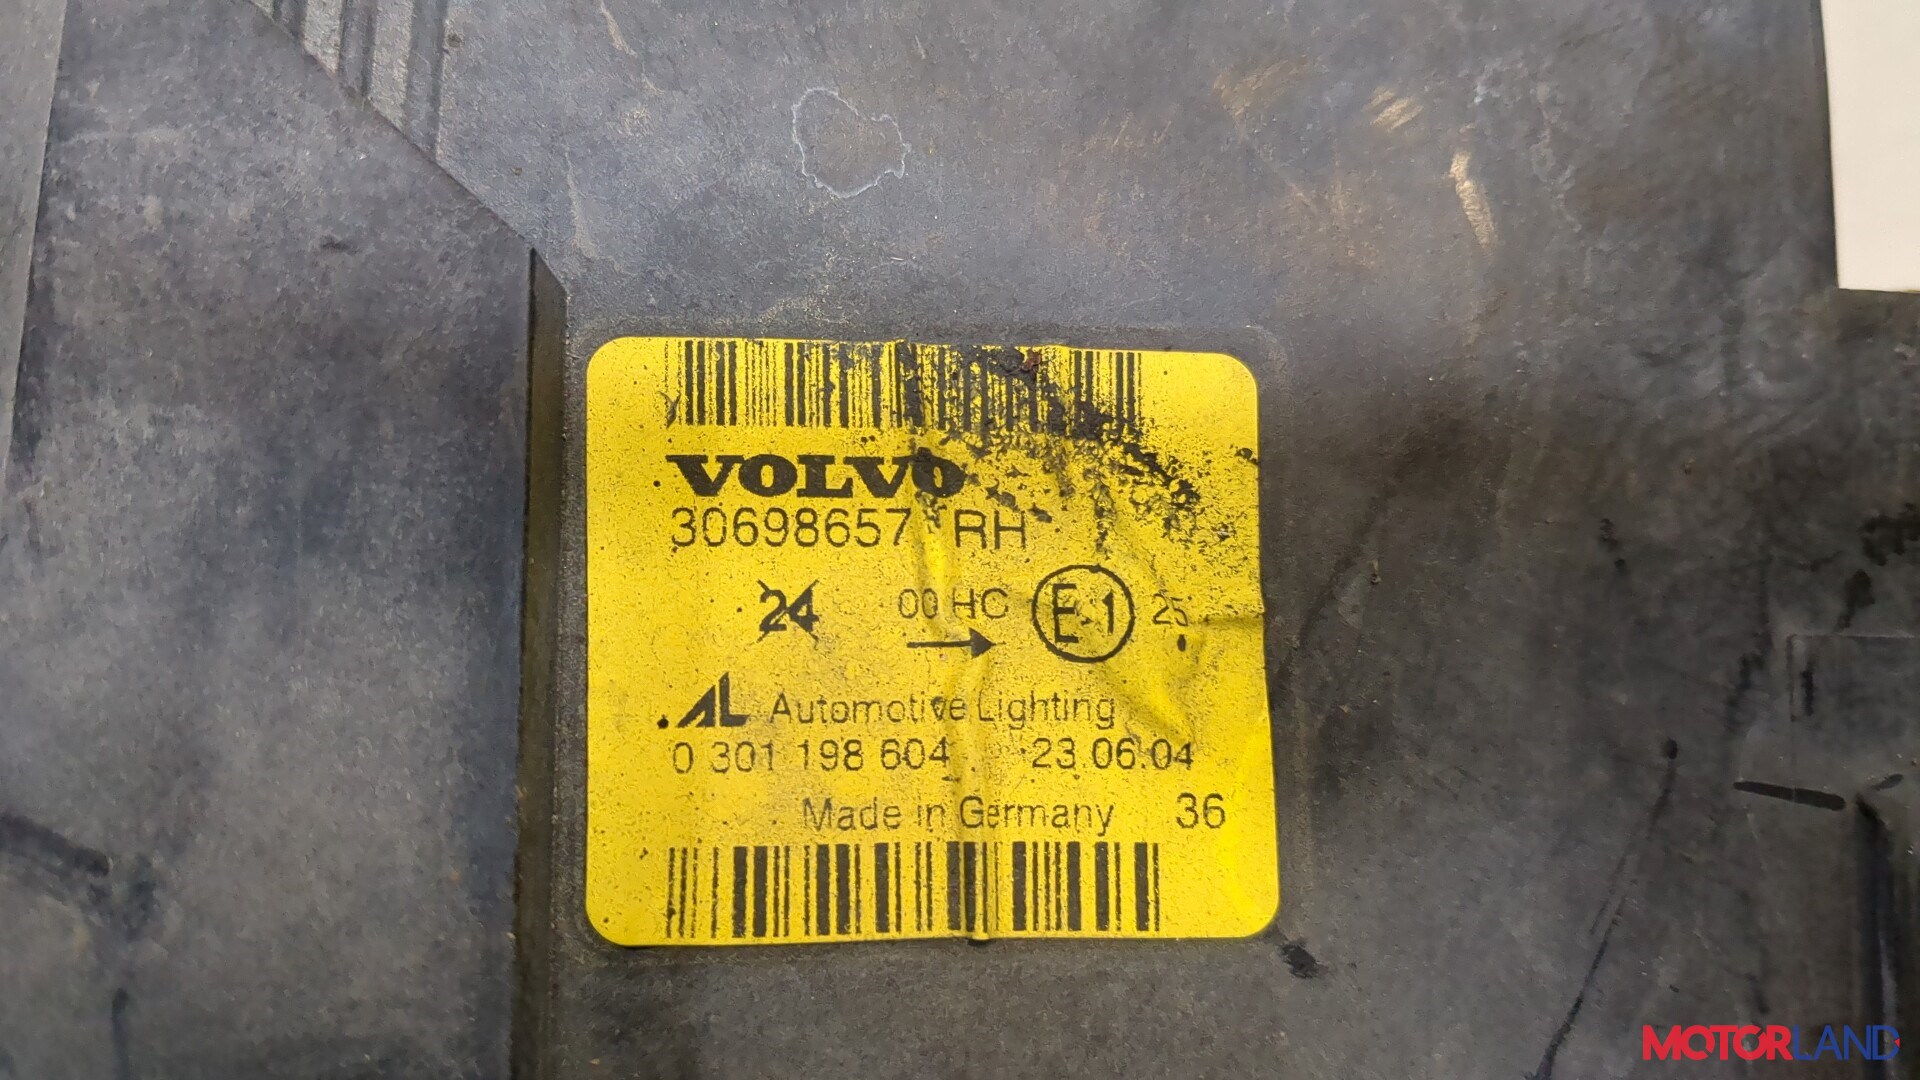 VOLVO
30698657 RH
24 00 HC E1 25
AL Automotive Lighting
0 301 198 604 23.06.04
Made in Germany 36
MOTORLAND